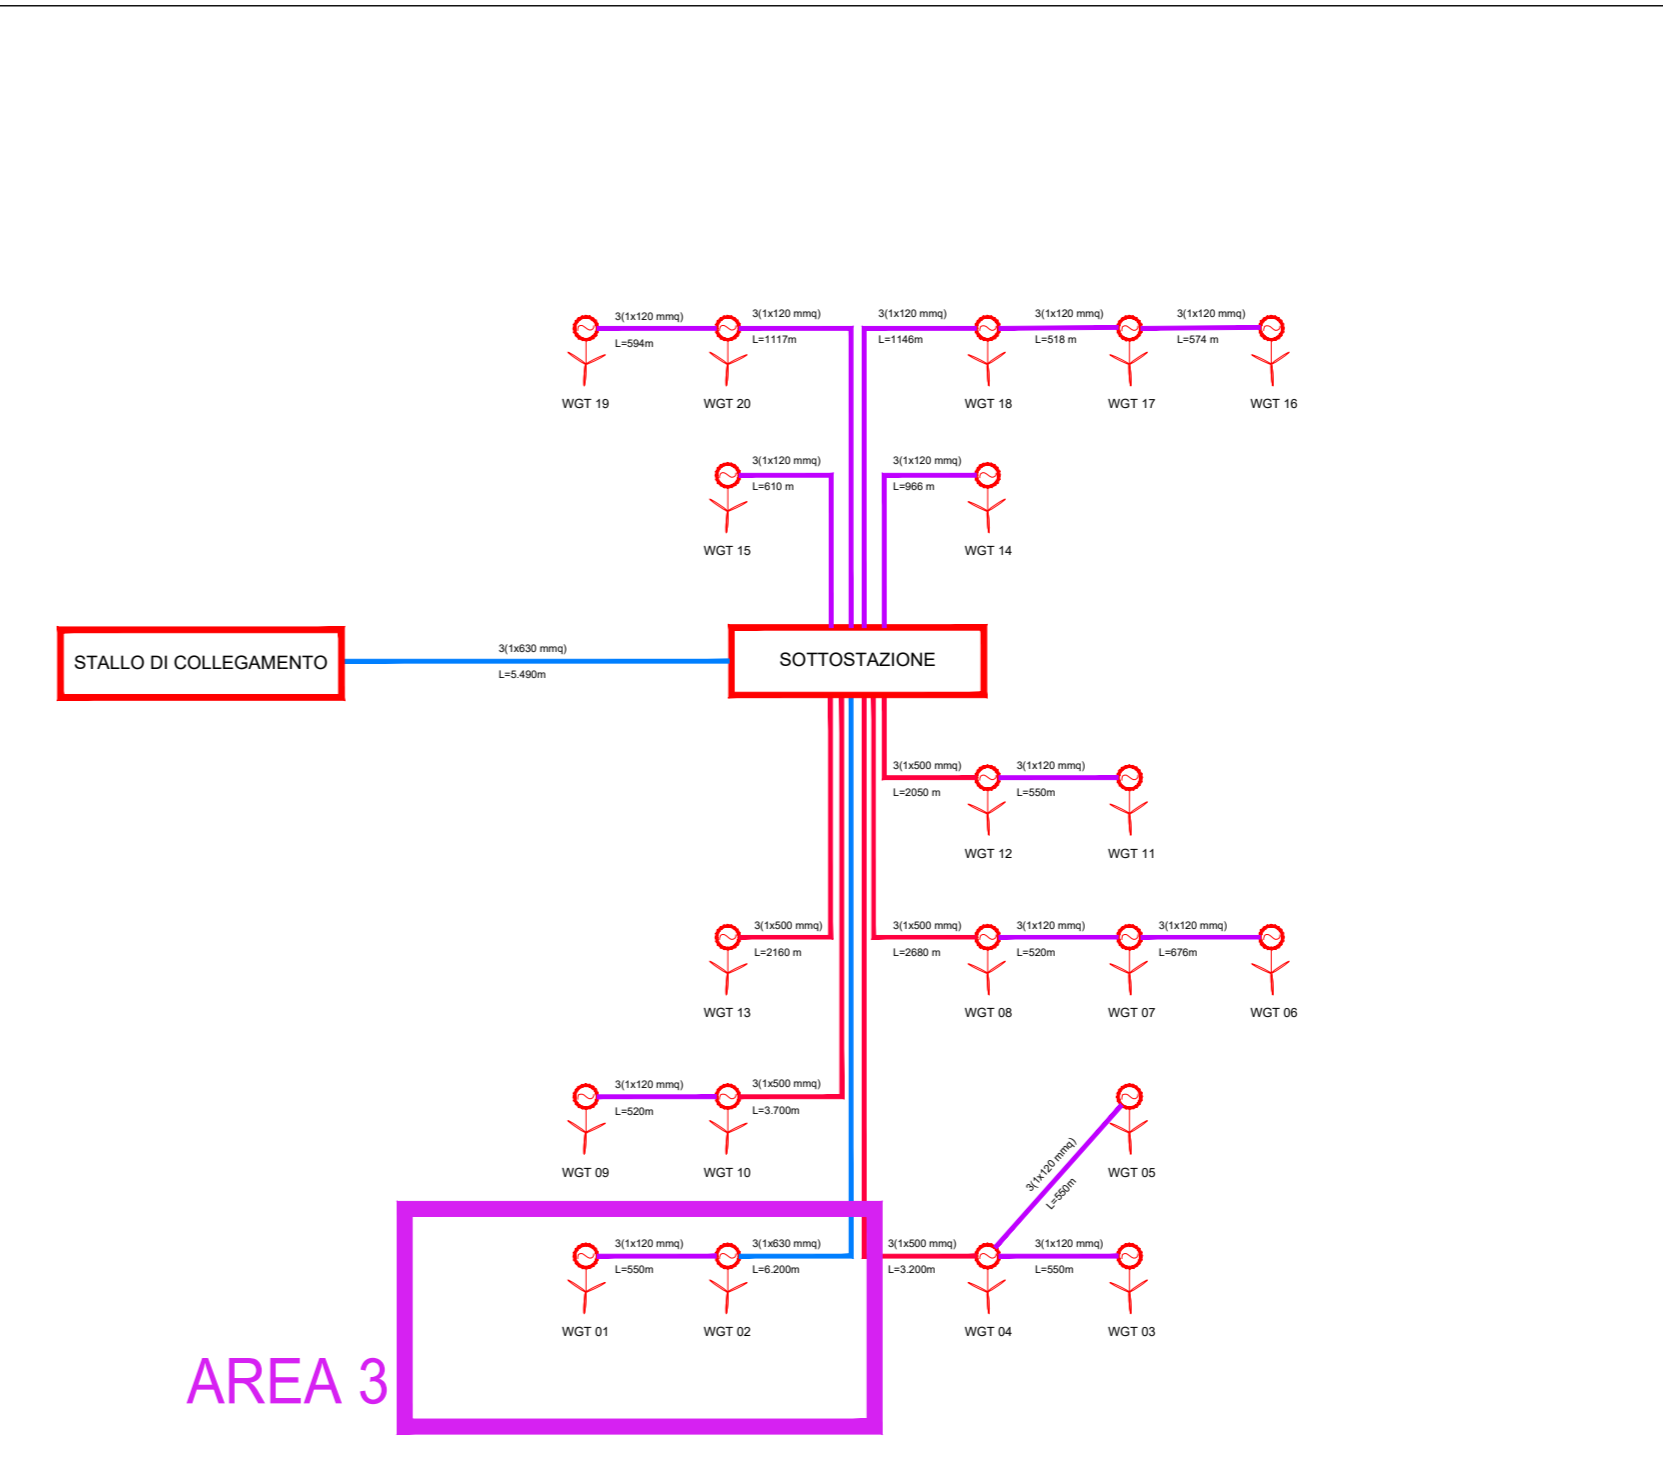 3(1x120 mmq)
L=594m
3(1x120 mmq)
L=1117m
3(1x120 mmq)
L=1146m
3(1x120 mmq)
L=518 m
3(1x120 mmq)
L=574 m
WGT 19
WGT 20
WGT 18
WGT 17
WGT 16
3(1x120 mmq)
L=610 m
3(1x120 mmq)
L=966 m
WGT 15
WGT 14
STALLO DI COLLEGAMENTO
3(1x630 mmq)
L=5.490m
SOTTOSTAZIONE
3(1x500 mmq)
L=2050 m
3(1x120 mmq)
L=550m
WGT 12
WGT 11
3(1x500 mmq)
L=2160 m
3(1x500 mmq)
L=2680 m
3(1x120 mmq)
L=520m
3(1x120 mmq)
L=676m
WGT 13
WGT 08
WGT 07
WGT 06
3(1x120 mmq)
L=520m
3(1x500 mmq)
L=3.700m
WGT 09
WGT 10
3(1x120 mmq)
L=550m
WGT 05
3(1x120 mmq)
L=550m
3(1x630 mmq)
L=6.200m
3(1x500 mmq)
L=3.200m
3(1x120 mmq)
L=550m
WGT 01
WGT 02
WGT 04
WGT 03
AREA 3